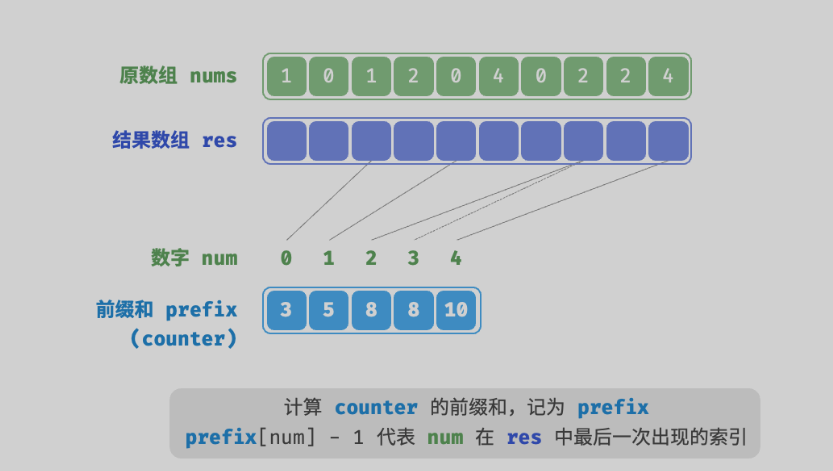 原数组 nums 1 0 1 2 0 4 0 2 2 4
结果数组 res
数字 num 0 1 2 3 4
前缀和 prefix 3 5 8 8 10
(counter)
计算 counter 的前缀和，记为 prefix
prefix[num] - 1 代表 num 在 res 中最后一次出现的索引